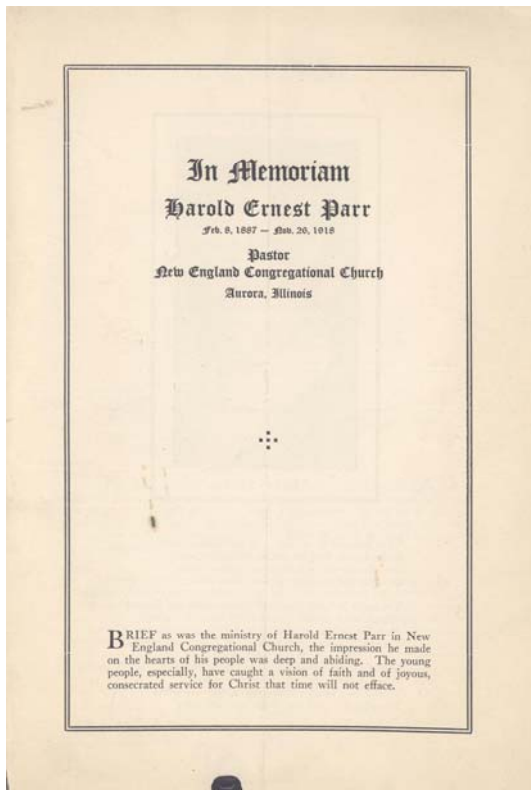 In Memoriam
Harold Ernest Parr
Feb. 8, 1887 — Nov. 26, 1918
Pastor
New England Congregational Church
Aurora, Illinois
BRIEF as was the ministry of Harold Ernest Parr in New
England Congregational Church, the impression he made
on the hearts of his people was deep and abiding. The young
people, especially, have caught a vision of faith and of joyous,
consecrated service for Christ that time will not efface.